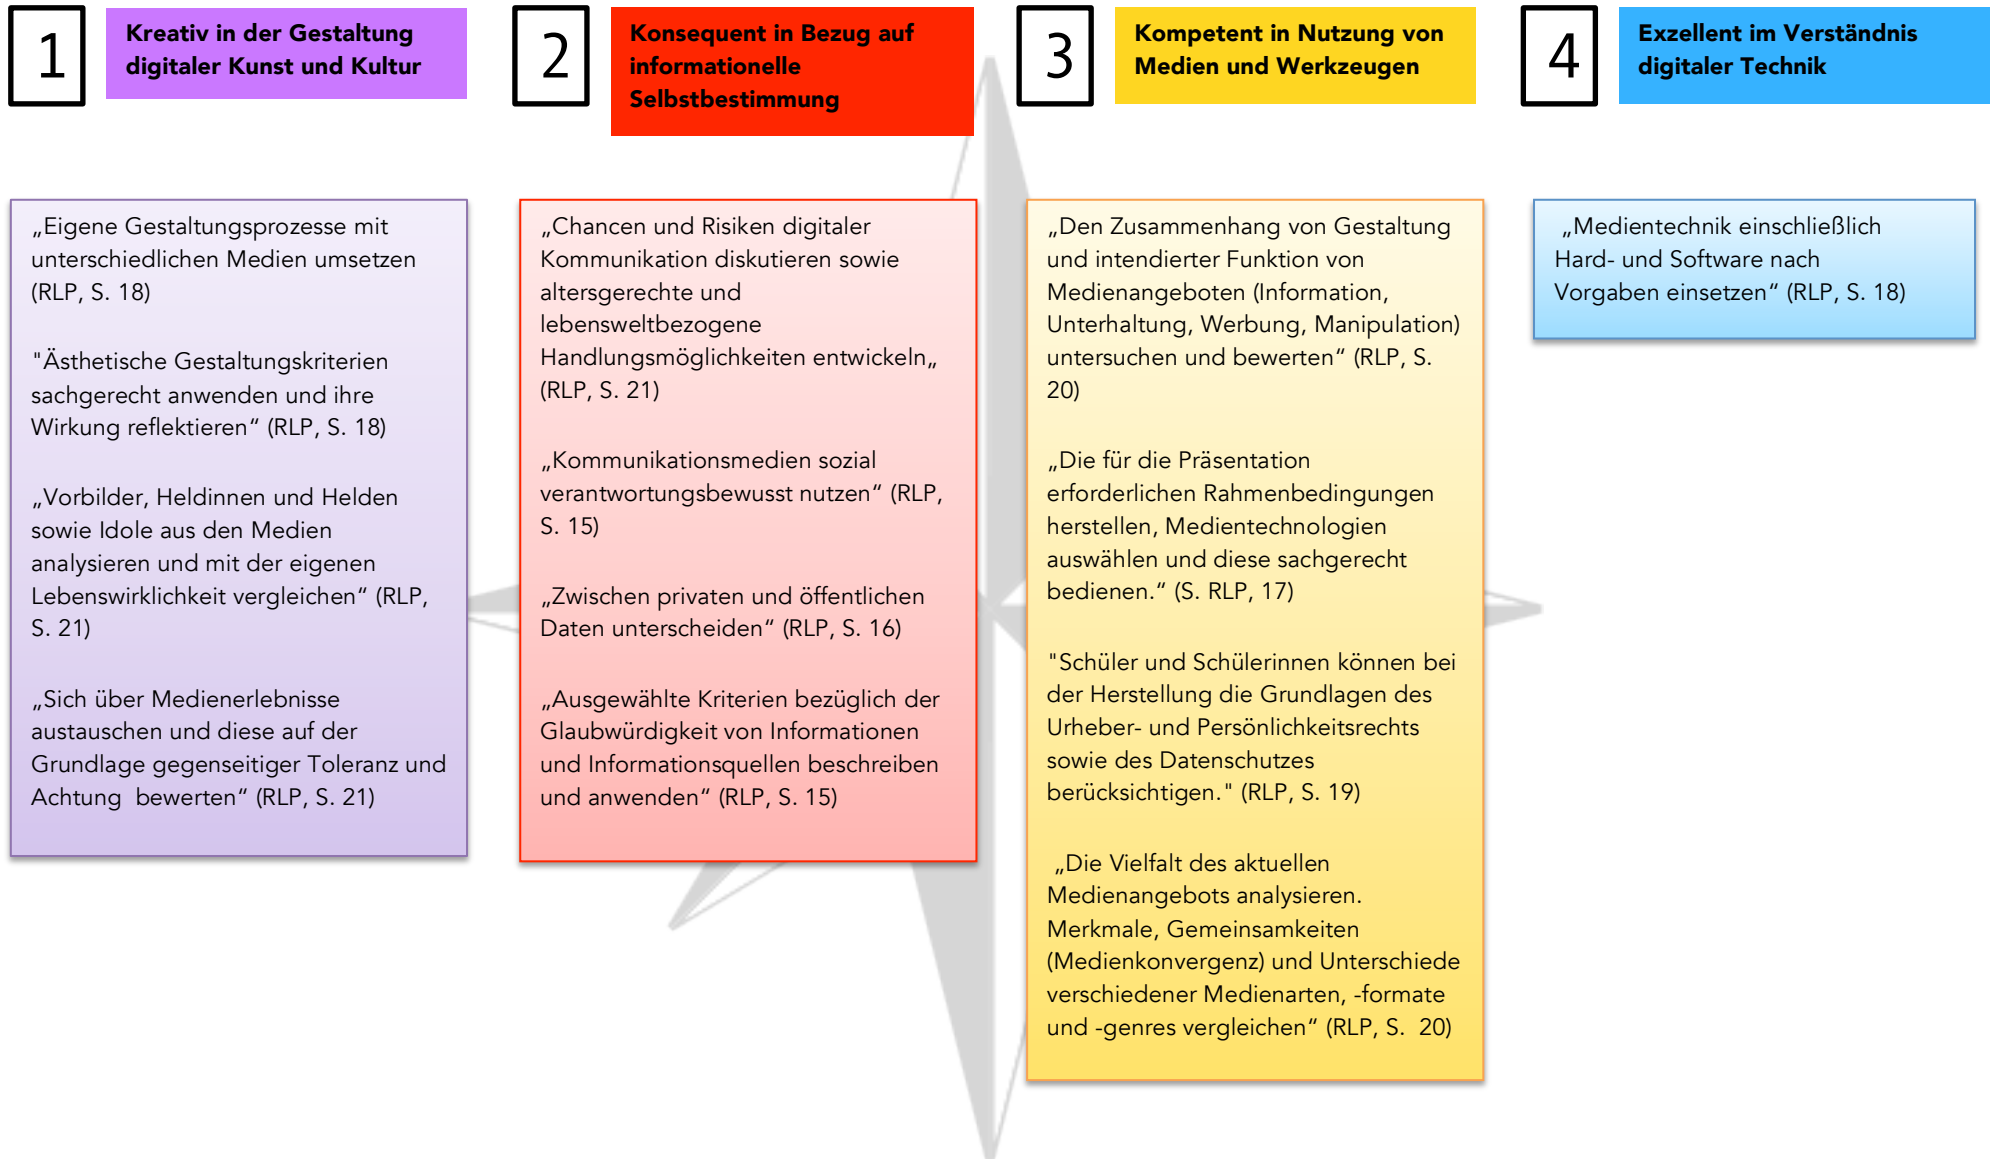 1
Kreativ in der Gestaltung
digitaler Kunst und Kultur
2
Konsequent in Bezug auf
informationelle
Selbstbestimmung
3
Kompetent in Nutzung von
Medien und Werkzeugen
4
Exzellent im Verständnis
digitaler Technik
„Eigene Gestaltungsprozesse mit
unterschiedlichen Medien umsetzen
(RLP, S. 18)
"Ästhetische Gestaltungskriterien
sachgerecht anwenden und ihre
Wirkung reflektieren“ (RLP, S. 18)
„Vorbilder, Heldinnen und Helden
sowie Idole aus den Medien
analysieren und mit der eigenen
Lebenswirklichkeit vergleichen“ (RLP,
S. 21)
„Sich über Medienerlebnisse
austauschen und diese auf der
Grundlage gegenseitiger Toleranz und
Achtung  bewerten“ (RLP, S. 21)
„Chancen und Risiken digitaler
Kommunikation diskutieren sowie
altersgerechte und
lebensweltbezogene
Handlungsmöglichkeiten entwickeln„
(RLP, S. 21)
„Kommunikationsmedien sozial
verantwortungsbewusst nutzen“ (RLP,
S. 15)
„Zwischen privaten und öffentlichen
Daten unterscheiden“ (RLP, S. 16)
„Ausgewählte Kriterien bezüglich der
Glaubwürdigkeit von Informationen
und Informationsquellen beschreiben
und anwenden“ (RLP, S. 15)
„Den Zusammenhang von Gestaltung
und intendierter Funktion von
Medienangeboten (Information,
Unterhaltung, Werbung, Manipulation)
untersuchen und bewerten“ (RLP, S.
20)
„Die für die Präsentation
erforderlichen Rahmenbedingungen
herstellen, Medientechnologien
auswählen und diese sachgerecht
bedienen.“ (S. RLP, 17)
"Schüler und Schülerinnen können bei
der Herstellung die Grundlagen des
Urheber- und Persönlichkeitsrechts
sowie des Datenschutzes
berücksichtigen." (RLP, S. 19)
„Die Vielfalt des aktuellen
Medienangebots analysieren.
Merkmale, Gemeinsamkeiten
(Medienkonvergenz) und Unterschiede
verschiedener Medienarten, -formate
und -genres vergleichen“ (RLP, S.  20)
„Medientechnik einschließlich
Hard- und Software nach
Vorgaben einsetzen“ (RLP, S. 18)